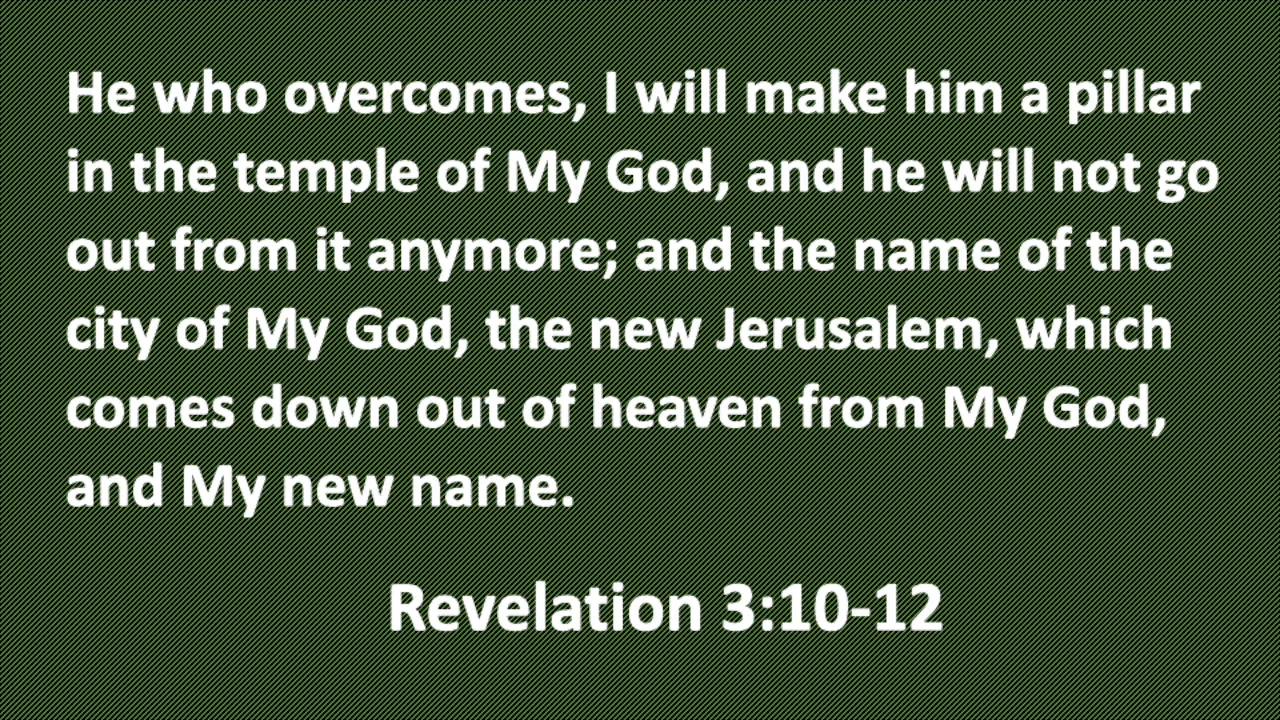 He who overcomes, I will make him a pillar
in the temple of My God, and he will not go
out from it anymore; and the name of the
city of My God, the new Jerusalem, which
comes down out of heaven from My God,
and My new name.
Revelation 3:10-12